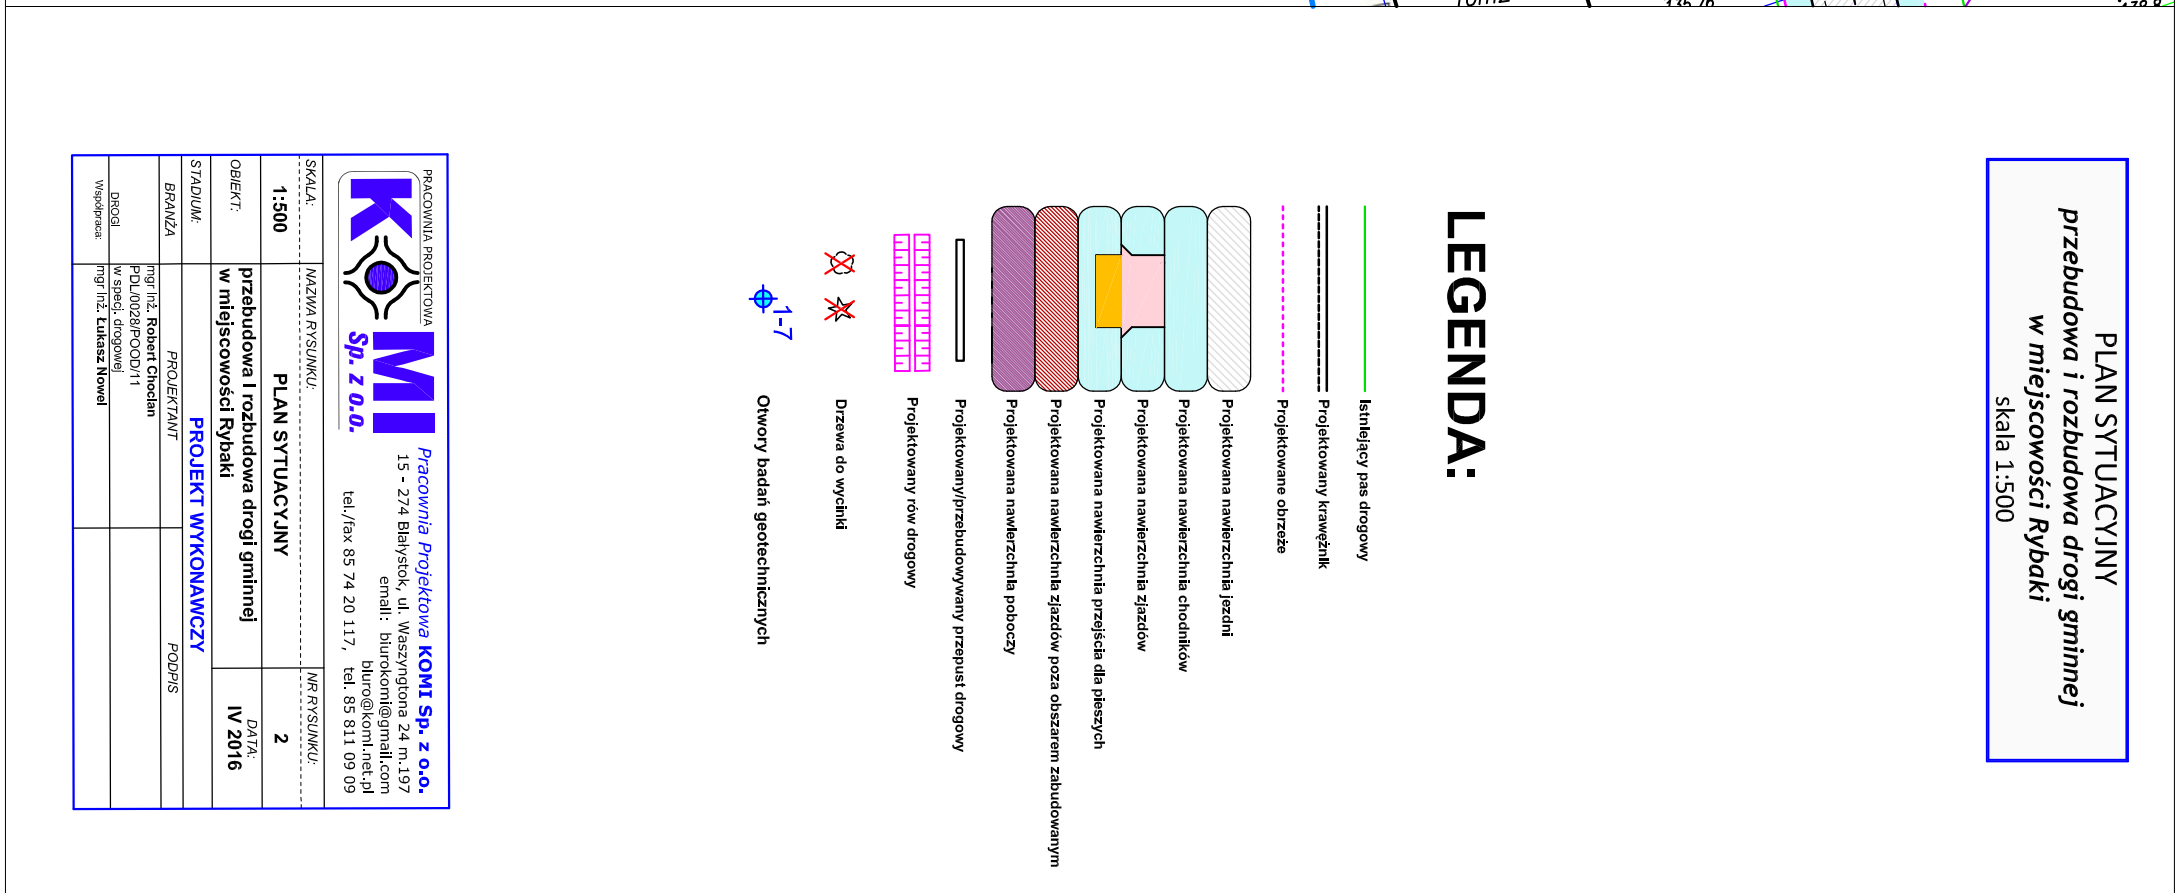 PLAN SYTUACYJNY
przebudowa i rozbudowa drogi gminnej
w miejscowości Rybaki
skala 1:500
LEGENDA:
Istniejący pas drogowy
Projektowany krawężnik
Projektowane obrzeże
Projektowana nawierzchnia jezdni
Projektowana nawierzchnia chodników
Projektowana nawierzchnia zjazdów
Projektowana nawierzchnia przejścia dla pieszych
Projektowana nawierzchnia zjazdów poza obszarem zabudowanym
Projektowana nawierzchnia poboczy
Projektowany/przebudowywany przepust drogowy
Projektowany rów drogowy
Drzewa do wycinki
1-7
Otwory badań geotechnicznych
PRACOWNIA PROJEKTOWA
KOMI
Sp. z o.o.
Pracownia Projektowa KOMI Sp. z o.o.
15 - 274 Białystok, ul. Waszyngtona 24 m.197
email: biurokomi@gmail.com
biuro@komi.net.pl
tel./fax 85 74 20 117, tel. 85 811 09 09
SKALA: NAZWA RYSUNKU: NR RYSUNKU:
1:500 PLAN SYTUACYJNY 2
OBIEKT: przebudowa i rozbudowa drogi gminnej DATA:
w miejscowości Rybaki IV 2016
STADIUM: PROJEKT WYKONAWCZY
BRANŻA PROJEKTANT PODPIS
mgr inż. Robert Choclan
PDL/0028/POOD/11
DROGI w specj. drogowej
Współpraca: mgr inż. Łukasz Nowel